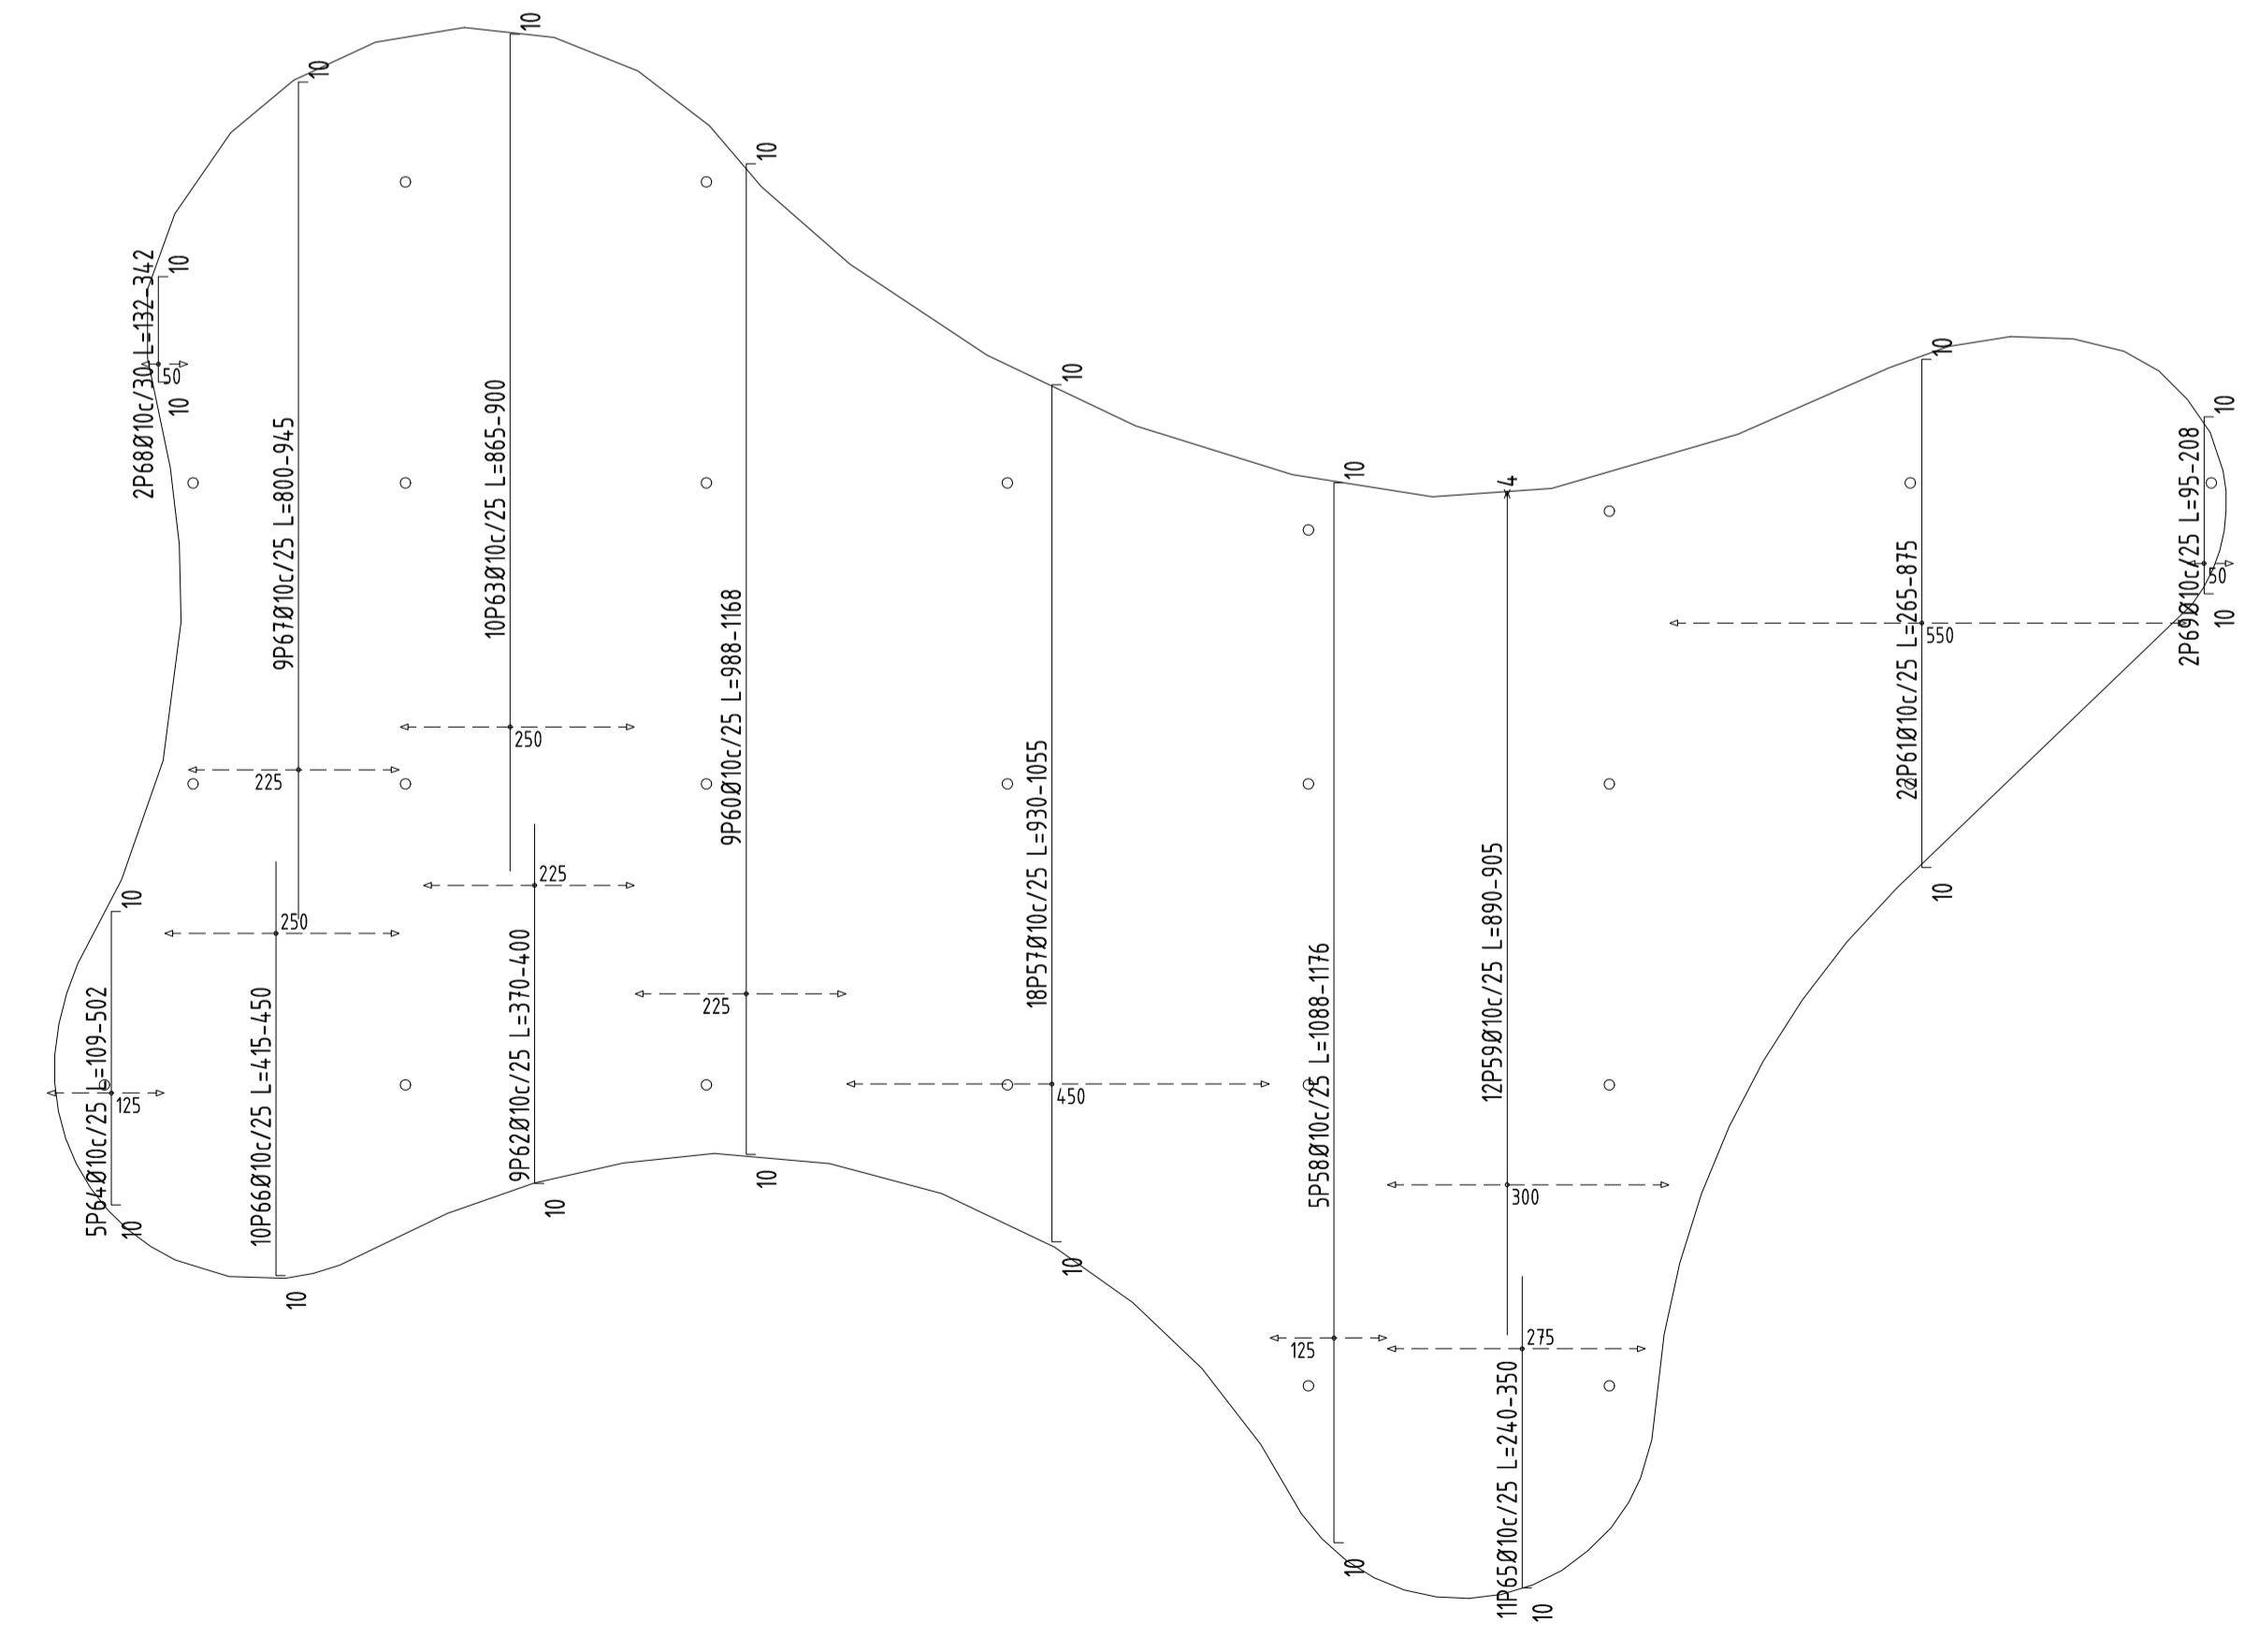 10
10
10
2P68Ø10c/30 L=132-342
10
50
10
9P67Ø10c/25 L=800-945
225
10P63Ø10c/25 L=865-900
250
9P60Ø10c/25 L=988-1168
225
10
10
18P57Ø10c/25 L=930-1055
450
10
10
5P58Ø10c/25 L=1088-1176
125
10
4
12P59Ø10c/25 L=890-905
300
10
22P61Ø10c/25 L=265-875
550
10
10
2P69Ø10c/25 L=95-208
50
10
10
5P64Ø10c/25 L=109-502
125
10
250
10P66Ø10c/25 L=415-450
10
225
9P62Ø10c/25 L=370-400
10
275
11P65Ø10c/25 L=240-350
10